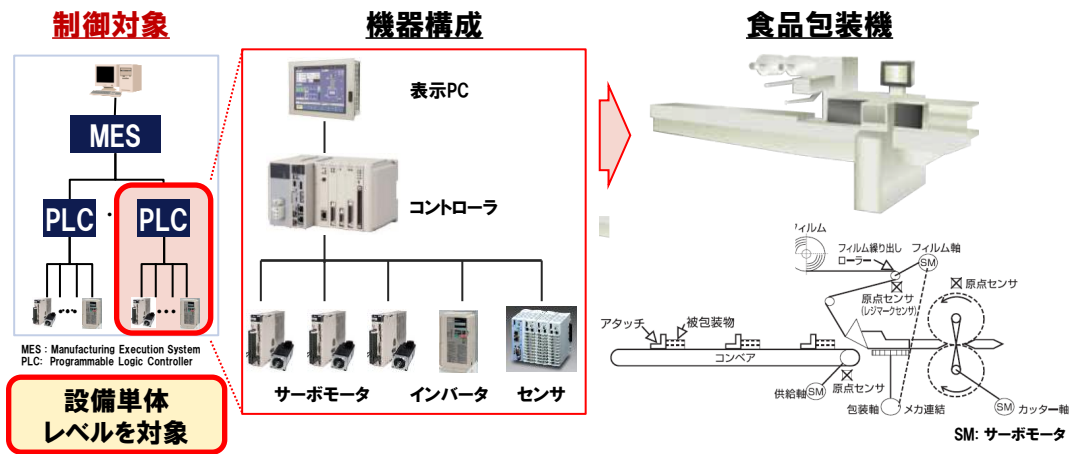 制御対象
MES
PLC
PLC
MES : Manufacturing Execution System
PLC: Programmable Logic Controller
設備単体
レベルを対象
機器構成
表示PC
コントローラ
サーボモータ
インバータ
センサ
食品包装機
フィルム
フィルム繰り出し
ローラー
フィルム軸
SM
原点センサ
(レジマークセンサ)
原点センサ
アタッチ
被包装物
コンベア
原点センサ
供給軸
SM
包装軸
メカ連結
SM
カッター軸
SM: サーボモータ